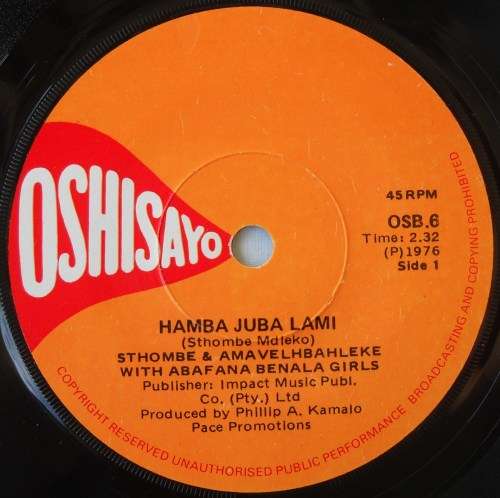 OSHISAYO
45 RPM
OSB.6
Time: 2.32
(P)1976
Side 1
HAMBA JUBA LAMI
(Sthombe Mdleko)
STHOMBE & AMAVELHBAHLEKE
WITH ABAFANA BENALA GIRLS
Publisher: Impact Music Publ.
Co. (Pty.) Ltd
Produced by Phillip A. Kamalo
Pace Promotions
COPYRIGHT RESERVED UNAUTHORISED PUBLIC PERFORMANCE BROADCASTING AND COPYING PROHIBITED